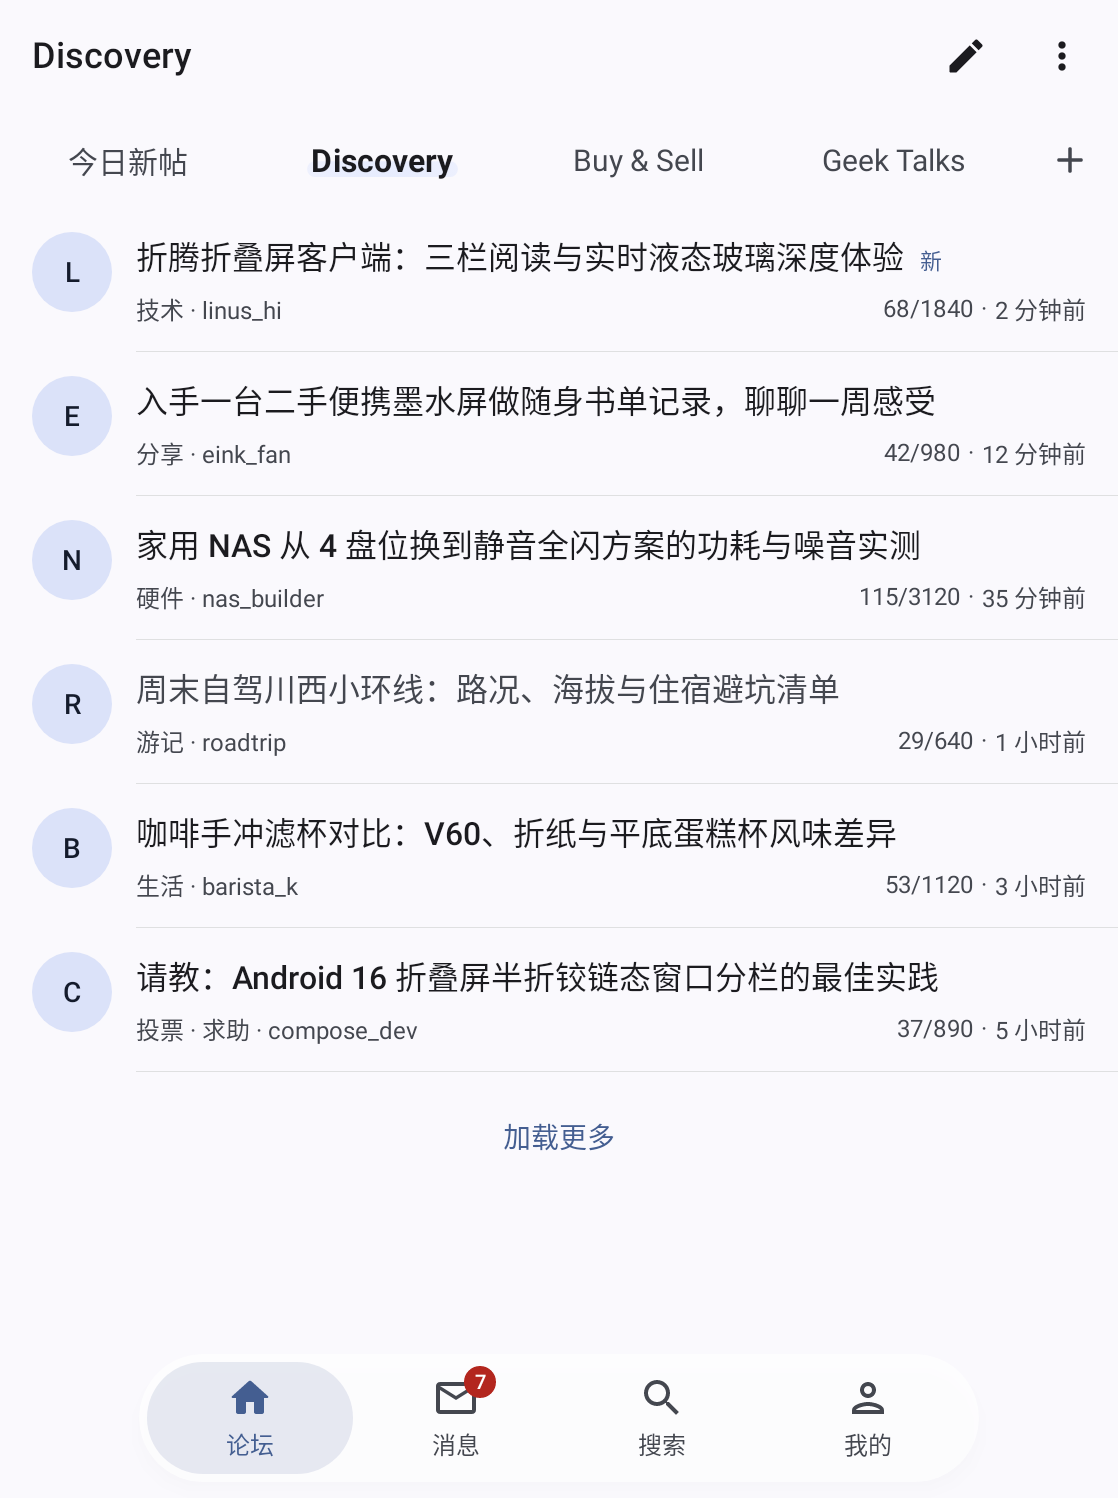 Discovery
今日新帖 Discovery Buy & Sell Geek Talks
L 折腾折叠屏客户端：三栏阅读与实时液态玻璃深度体验 新
技术 · linus_hi 68/1840 · 2 分钟前
E 入手一台二手便携墨水屏做随身书单记录，聊聊一周感受
分享 · eink_fan 42/980 · 12 分钟前
N 家用 NAS 从 4 盘位换到静音全闪方案的功耗与噪音实测
硬件 · nas_builder 115/3120 · 35 分钟前
R 周末自驾川西小环线：路况、海拔与住宿避坑清单
游记 · roadtrip 29/640 · 1 小时前
B 咖啡手冲滤杯对比：V60、折纸与平底蛋糕杯风味差异
生活 · barista_k 53/1120 · 3 小时前
C 请教：Android 16 折叠屏半折铰链态窗口分栏的最佳实践
投票 · 求助 · compose_dev 37/890 · 5 小时前
加载更多
7
论坛 消息 搜索 我的